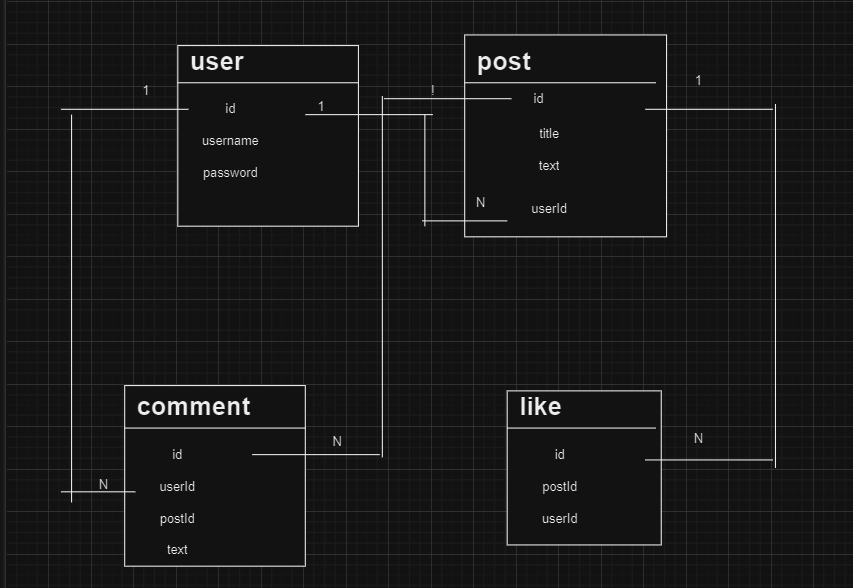 user
1
id
username
password
1
!
post
id
title
text
userId
N
1
comment
id
userId
postId
text
N
N
like
id
postId
userId
N